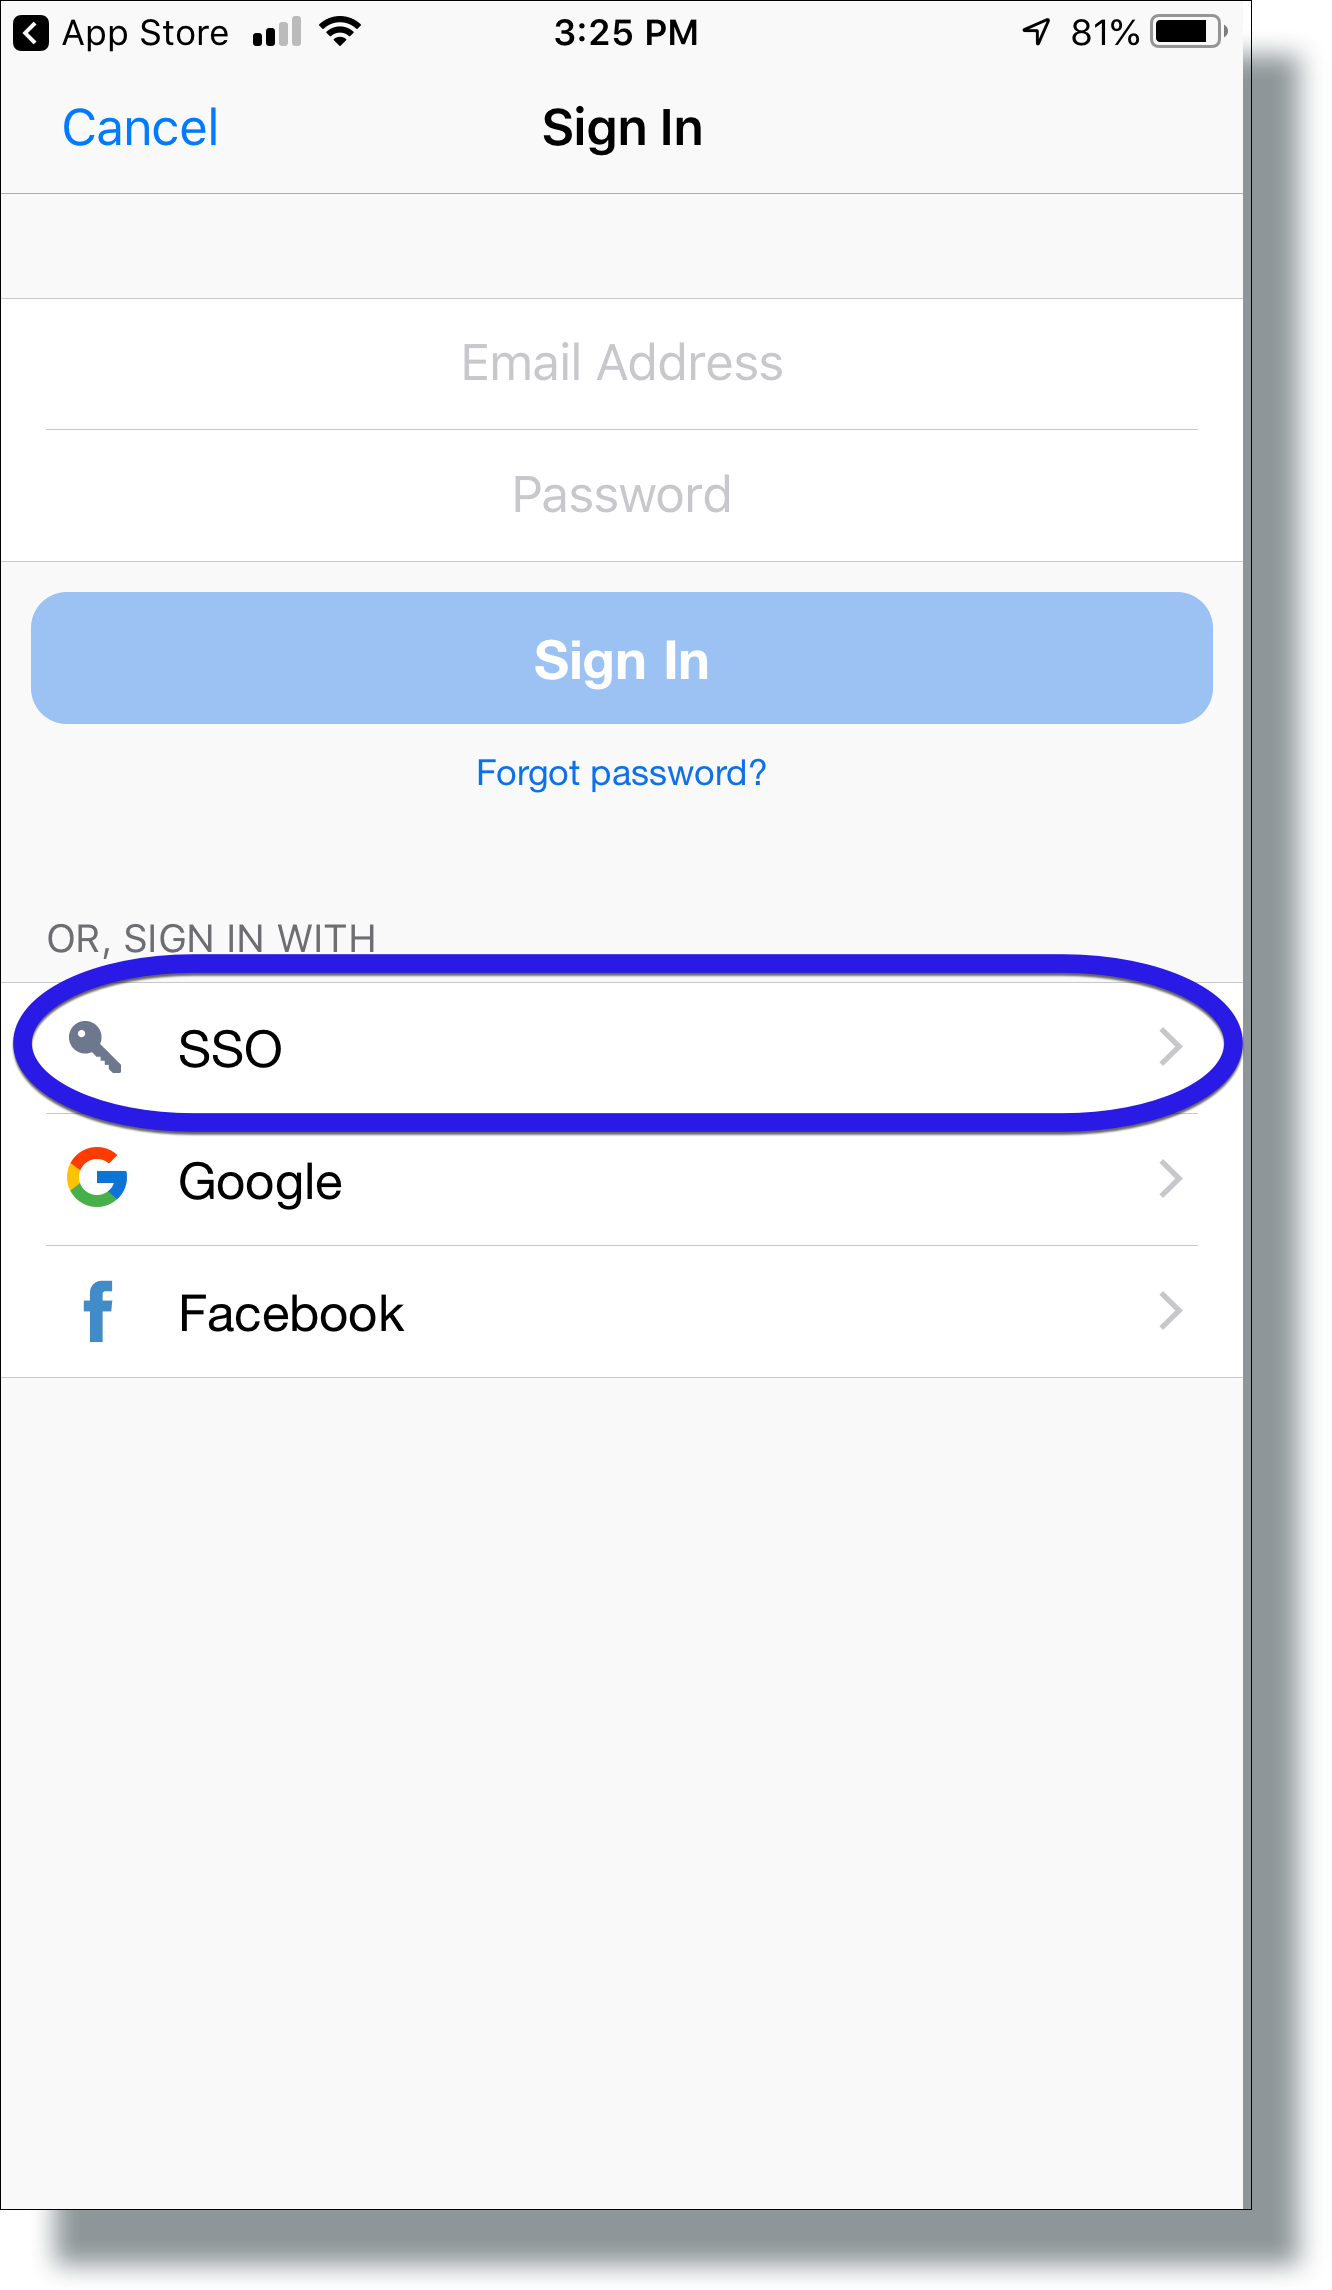 App Store 3:25 PM 81%
Cancel Sign In
Email Address
Password
Sign In
Forgot password?
OR, SIGN IN WITH
SSO
Google
Facebook